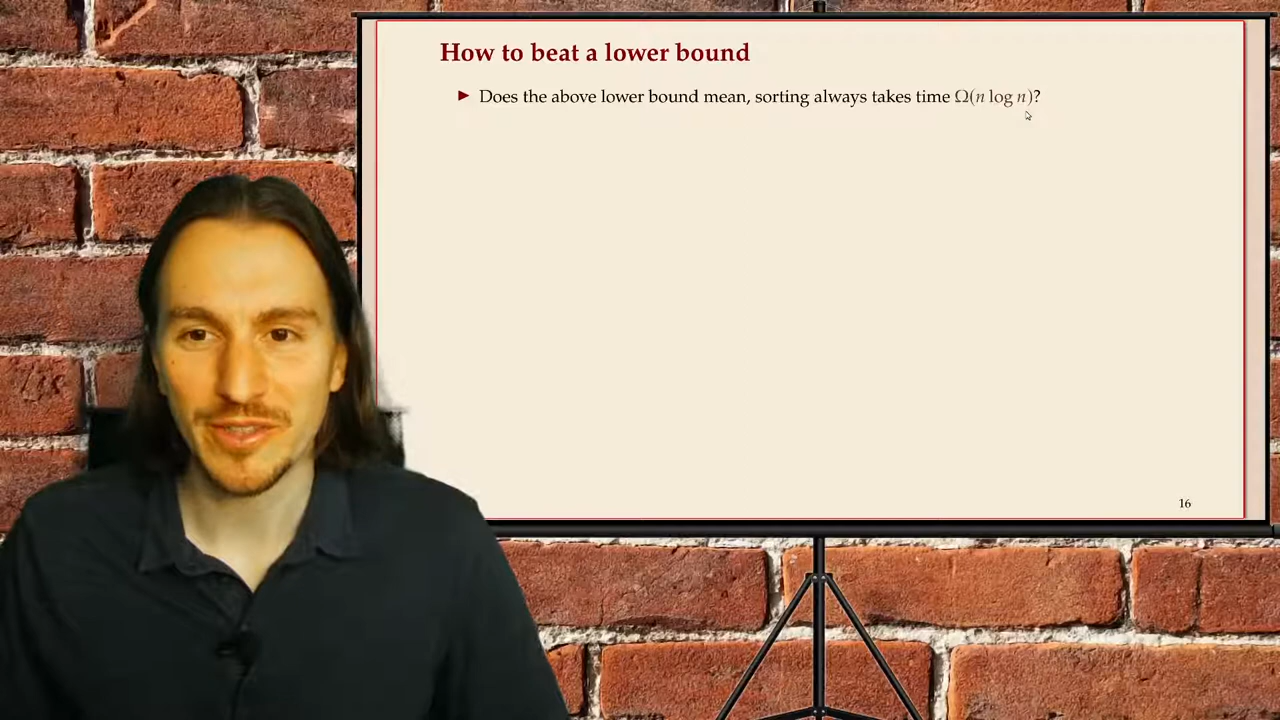 How to beat a lower bound
▶ Does the above lower bound mean, sorting always takes time Ω(n log n)?
16